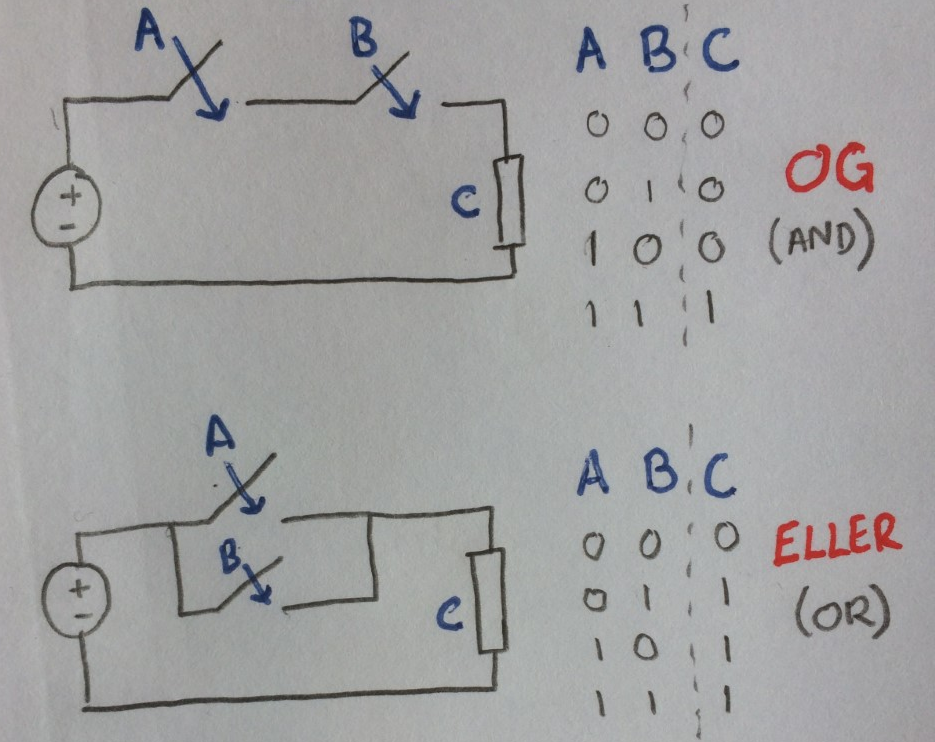 A B
+
-
C
A B C
0 0 0
0 1 0
1 0 0
1 1 1
OG
(AND)
A
B
+
-
C
A B C
0 0 0
0 1 1
1 0 1
1 1 1
ELLER
(OR)